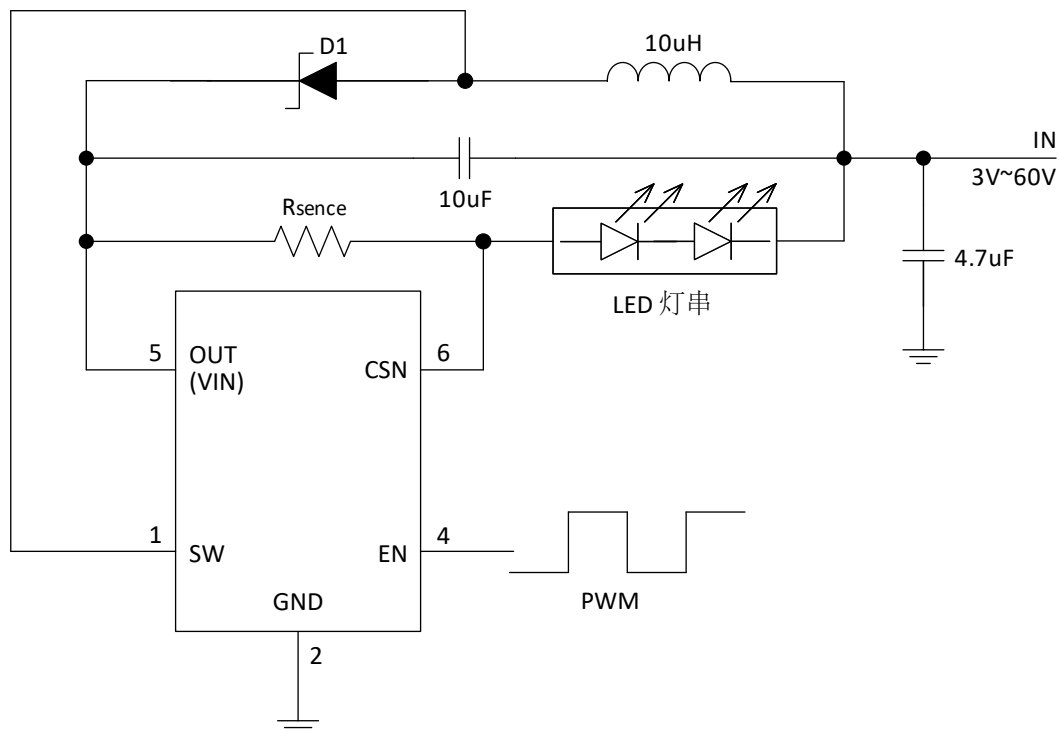 D1
10uH
IN
3V~60V
10uF
Rsence
4.7uF
LED 灯串
5
OUT
(VIN)
6
CSN
1
SW
4
EN
GND
PWM
2